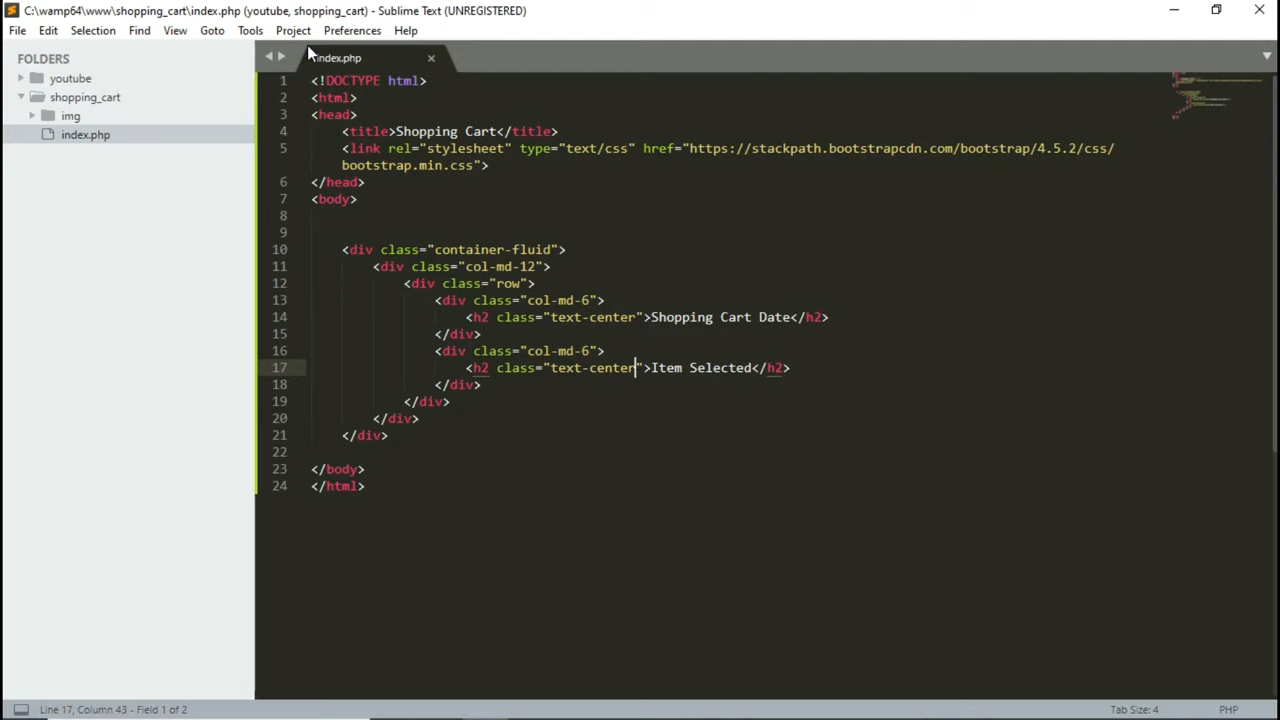 C:\wamp64\www\shopping_cart\index.php (youtube, shopping_cart) - Sublime Text (UNREGISTERED)
File Edit Selection Find View Goto Tools Project Preferences Help
FOLDERS
youtube
shopping_cart
img
index.php
index.php
1 <!DOCTYPE html>
2 <html>
3 <head>
4 <title>Shopping Cart</title>
5 <link rel="stylesheet" type="text/css" href="https://stackpath.bootstrapcdn.com/bootstrap/4.5.2/css/
bootstrap.min.css">
6 </head>
7 <body>
8
9
10 <div class="container-fluid">
11 <div class="col-md-12">
12 <div class="row">
13 <div class="col-md-6">
14 <h2 class="text-center">Shopping Cart Date</h2>
15 </div>
16 <div class="col-md-6">
17 <h2 class="text-center">Item Selected</h2>
18 </div>
19 </div>
20 </div>
21 </div>
22
23 </body>
24 </html>
Line 17, Column 43 - Field 1 of 2
Tab Size: 4
PHP